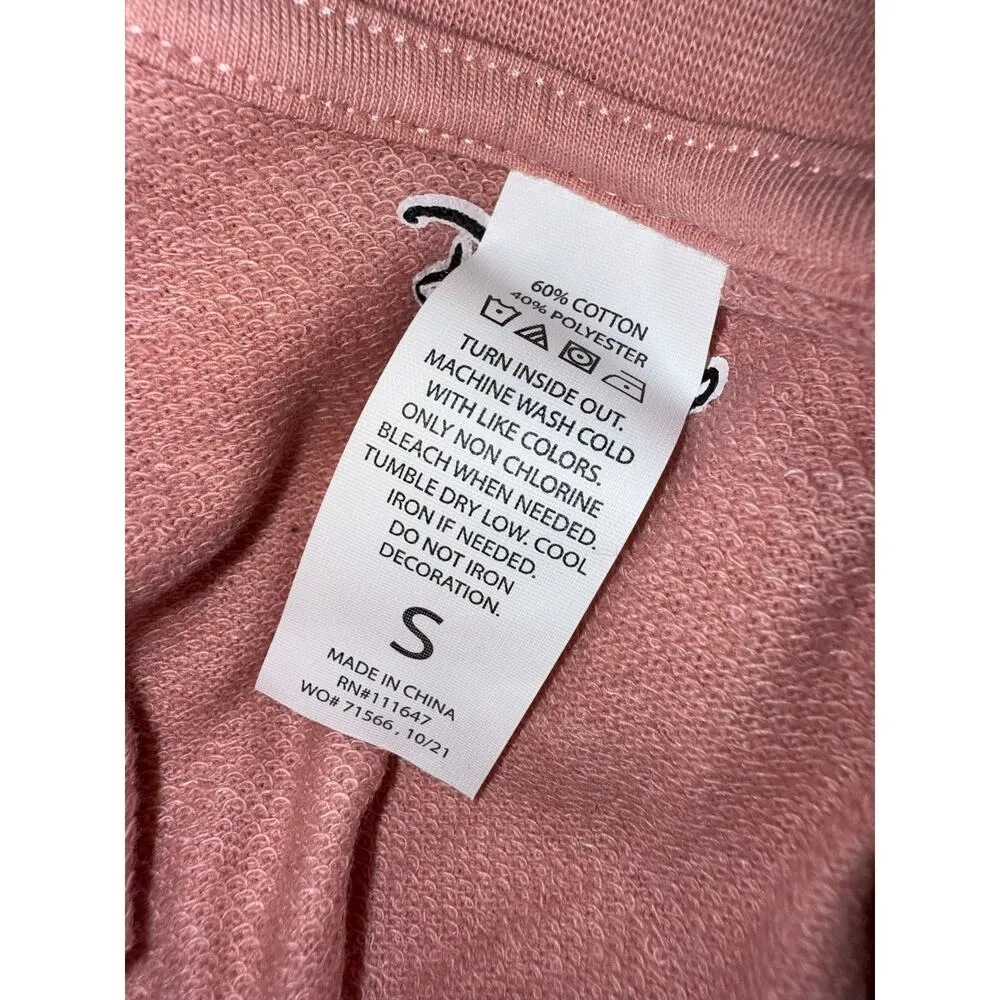 60% COTTON
40% POLYESTER
TURN INSIDE OUT.
MACHINE WASH COLD
WITH LIKE COLORS.
ONLY NON CHLORINE
BLEACH WHEN NEEDED.
TUMBLE DRY LOW. COOL
IRON IF NEEDED.
DO NOT IRON
DECORATION.
S
MADE IN CHINA
RN#111647
WO# 71566 , 10/21